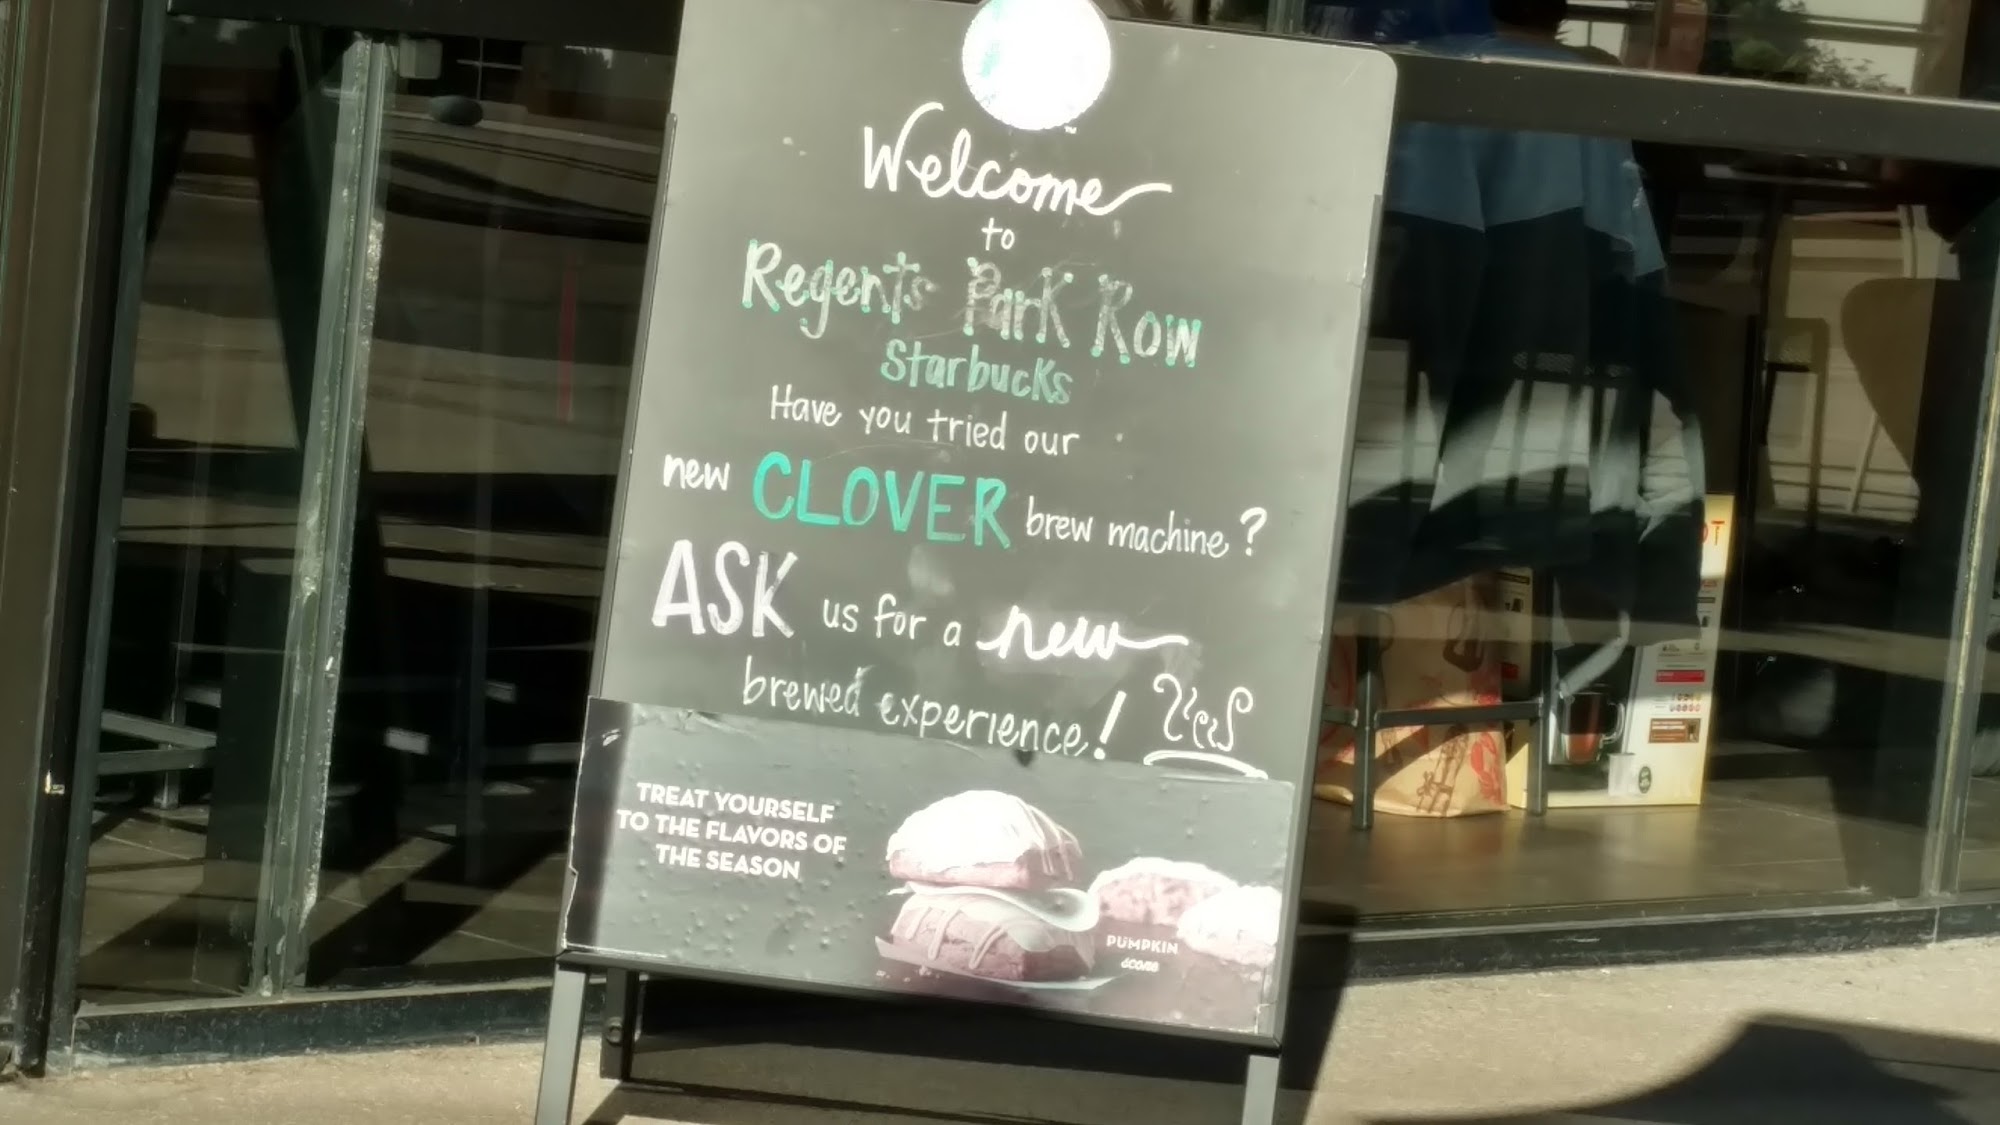 Welcome
to
Regents Park Row
Starbucks
Have you tried our
new CLOVER brew machine?
ASK us for a new
brewed experience!
TREAT YOURSELF
TO THE FLAVORS OF
THE SEASON
PUMPKIN
scone